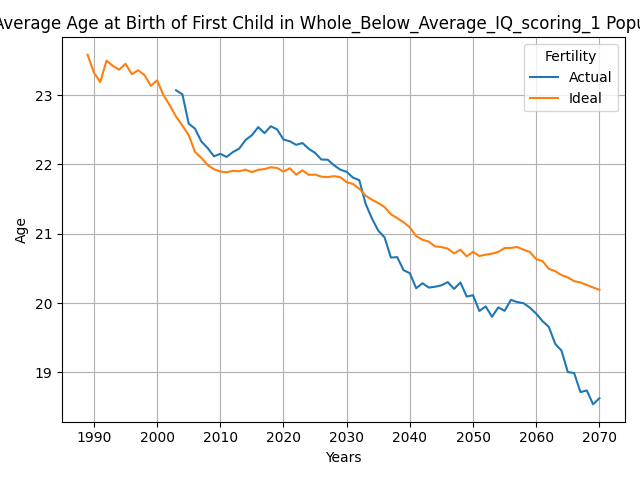 Average Age at Birth of First Child in Whole_Below_Average_IQ_scoring_1
Fertility
Actual
Ideal
Age
23
22
21
20
19
1990
2000
2010
2020
2030
2040
2050
2060
2070
Years